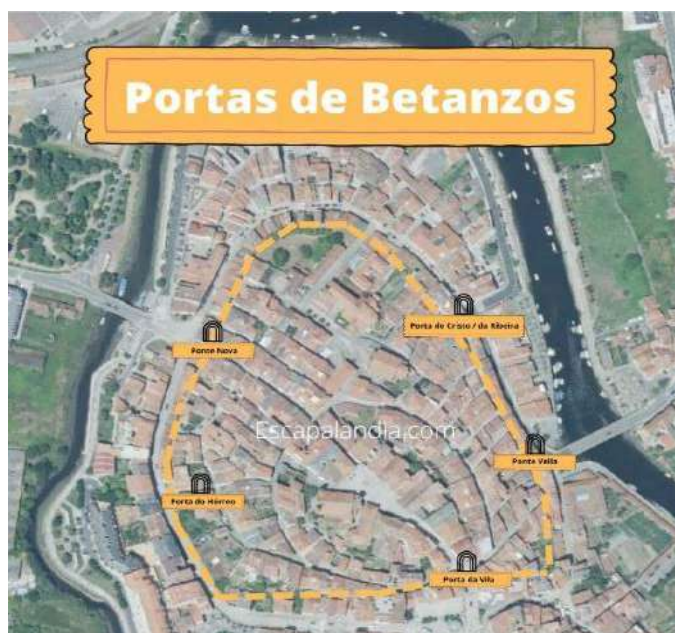 Portas de Betanzos
Porta de Cristo / da Ribeira
Ponte Nova
Escapalandia.com
Ponte Vella
Porta do Hórreo
Porta da Vila